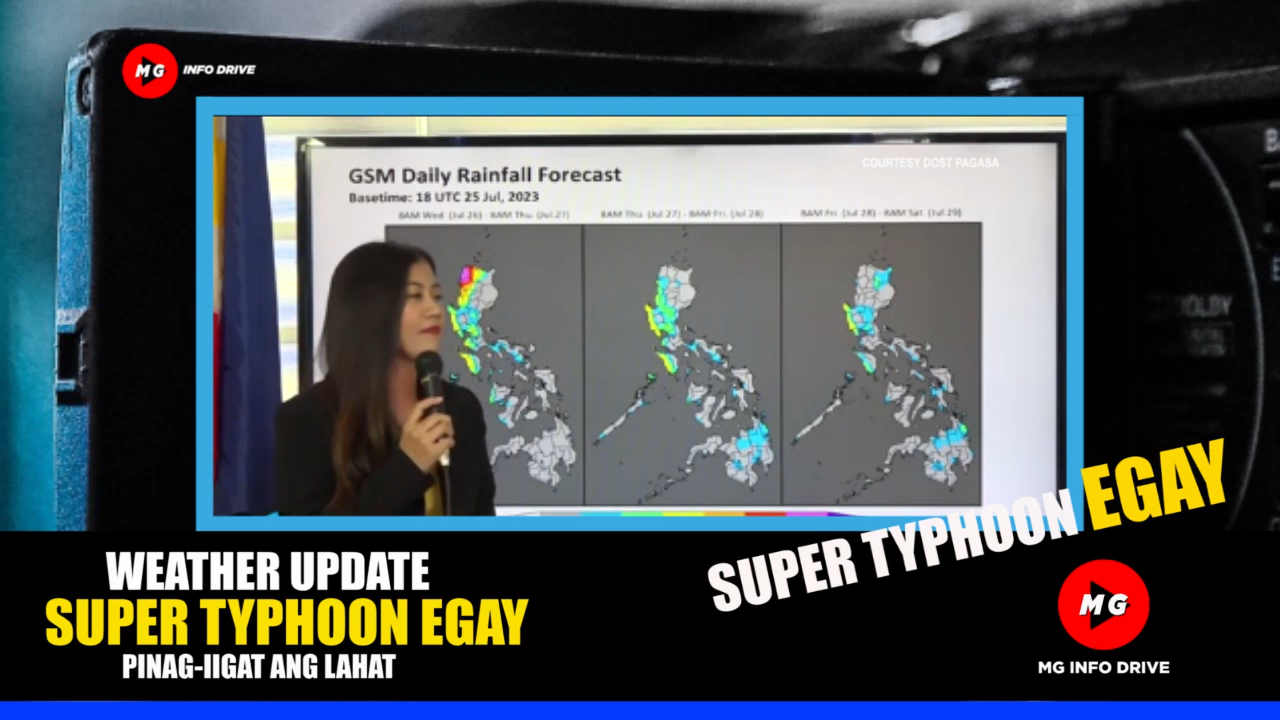 MG INFO DRIVE
COURTESY DOST PAGASA
GSM Daily Rainfall Forecast
Basetime: 18 UTC 25 Jul, 2023
8AM Wed. (Jul.26) - 8AM Thu. (Jul.27)
8AM Thu. (Jul.27) - 8AM Fri. (Jul 28)
8AM Fri. (Jul 28) - 8AM Sat. (Jul 29)
SUPER TYPHOON EGAY
WEATHER UPDATE
SUPER TYPHOON EGAY
PINAG-IIGAT ANG LAHAT
MG
MG INFO DRIVE